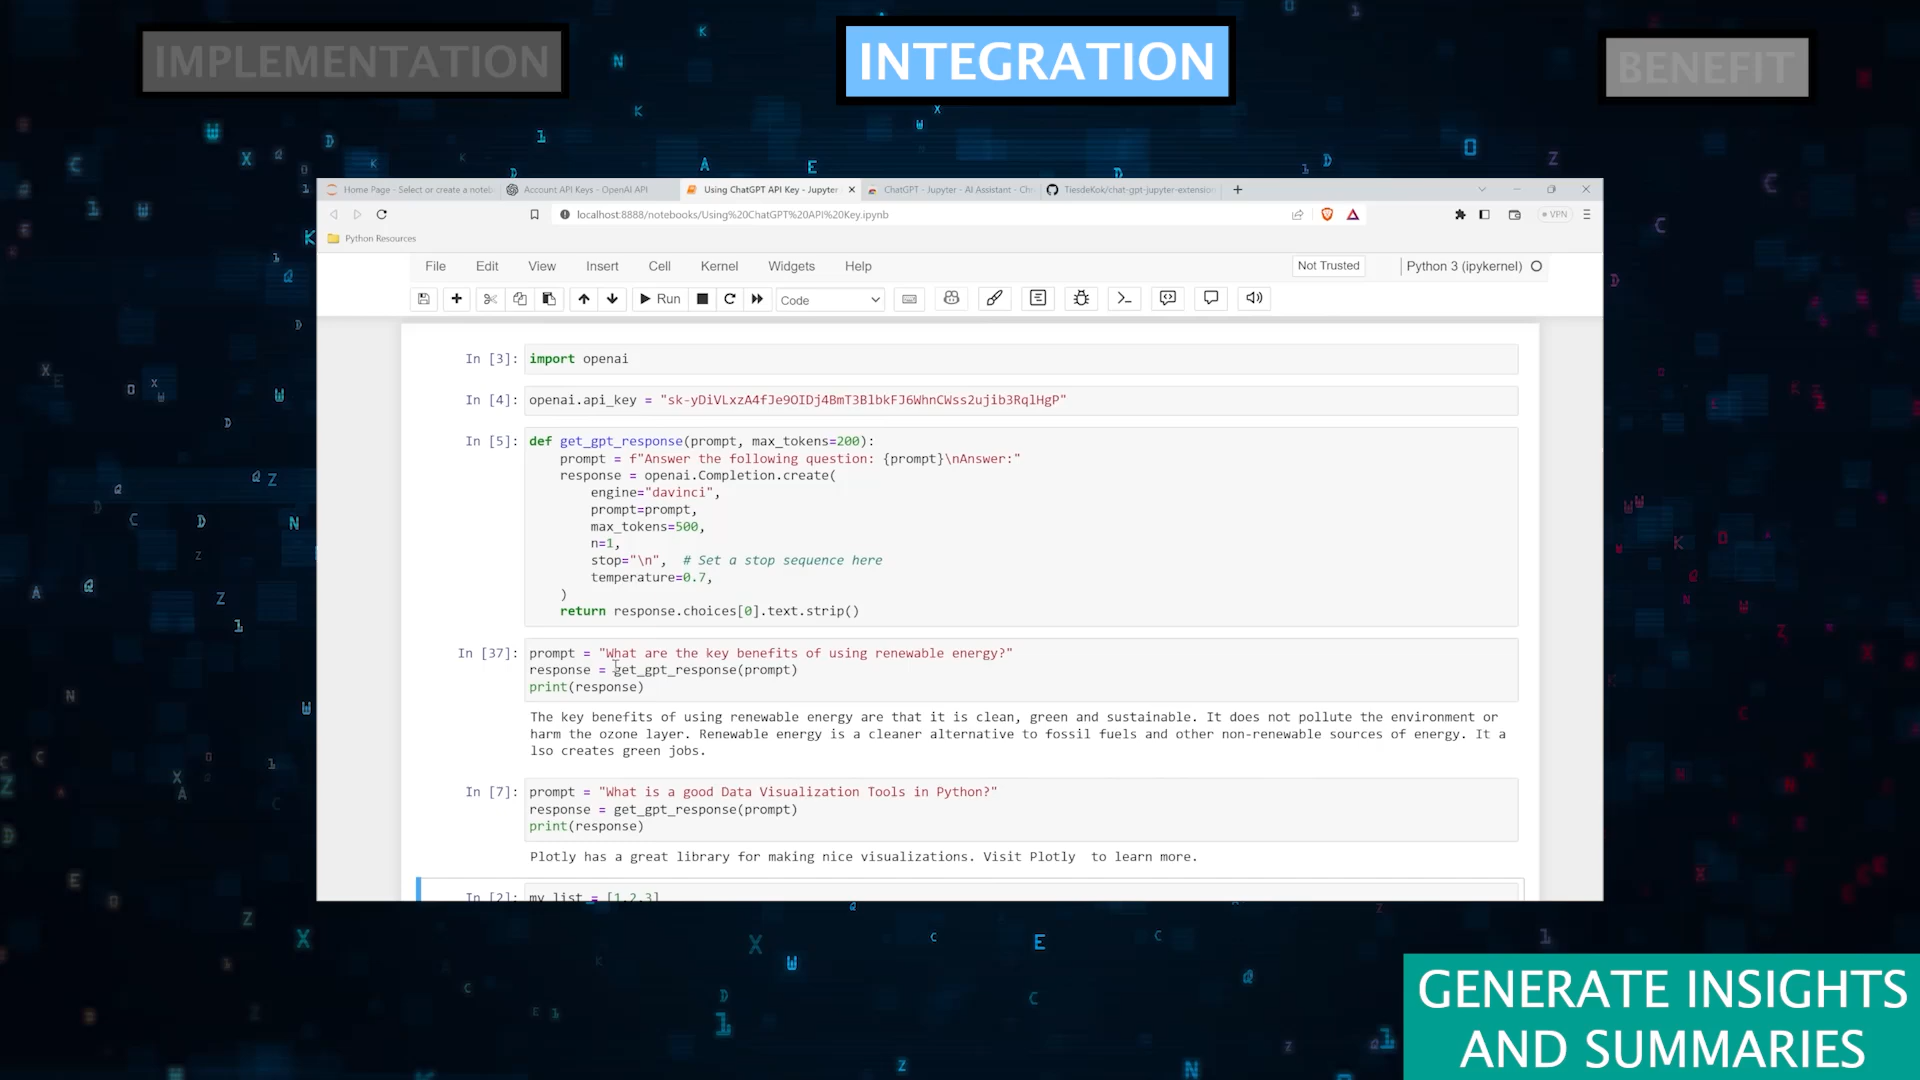 IMPLEMENTATION
INTEGRATION
BENEFIT
Home Page - Select or create a noteb
Account API Keys - OpenAI API
Using ChatGPT API Key - Jupyter
ChatGPT - Jupyter - AI Assistant - Ch
TiesdeKok/chat-gpt-jupyter-extension
localhost:8888/notebooks/Using%20ChatGPT%20API%20Key.ipynb
VPN
Python Resources
File Edit View Insert Cell Kernel Widgets Help
Not Trusted
Python 3 (ipykernel)
Run
Code
In [3]: import openai
In [4]: openai.api_key = "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"
In [5]: def get_gpt_response(prompt, max_tokens=200):
prompt = f"Answer the following question: {prompt}\nAnswer:"
response = openai.Completion.create(
engine="davinci",
prompt=prompt,
max_tokens=500,
n=1,
stop="\n",  # Set a stop sequence here
temperature=0.7,
)
return response.choices[0].text.strip()
In [37]: prompt = "What are the key benefits of using renewable energy?"
response = get_gpt_response(prompt)
print(response)
The key benefits of using renewable energy are that it is clean, green and sustainable. It does not pollute the environment or
harm the ozone layer. Renewable energy is a cleaner alternative to fossil fuels and other non-renewable sources of energy. It a
lso creates green jobs.
In [7]: prompt = "What is a good Data Visualization Tools in Python?"
response = get_gpt_response(prompt)
print(response)
Plotly has a great library for making nice visualizations. Visit Plotly  to learn more.
In [2]: my_list = [1,2,3]
GENERATE INSIGHTS
AND SUMMARIES